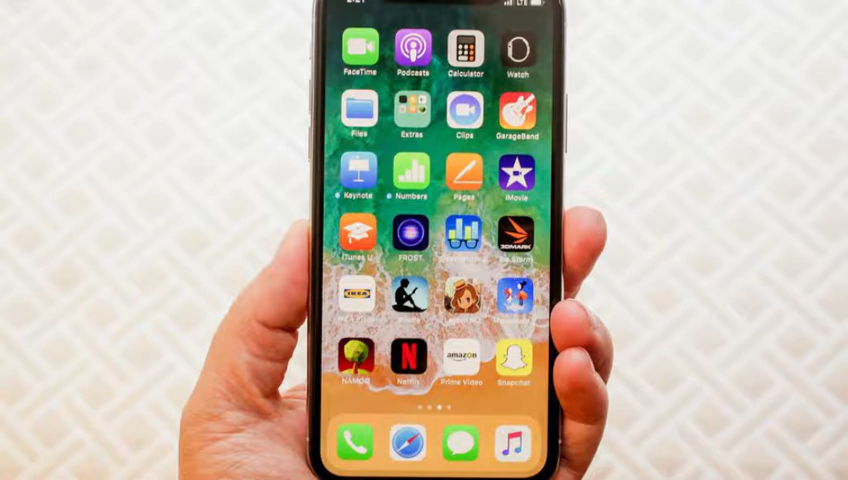 LTE
FaceTime Podcasts Calculator Watch
Files Extras Clips GarageBand
Keynote Numbers Pages iMovie
iTunes U FROST 3DMARK
IKEA
Netflix amazon Prime Video Snapchat